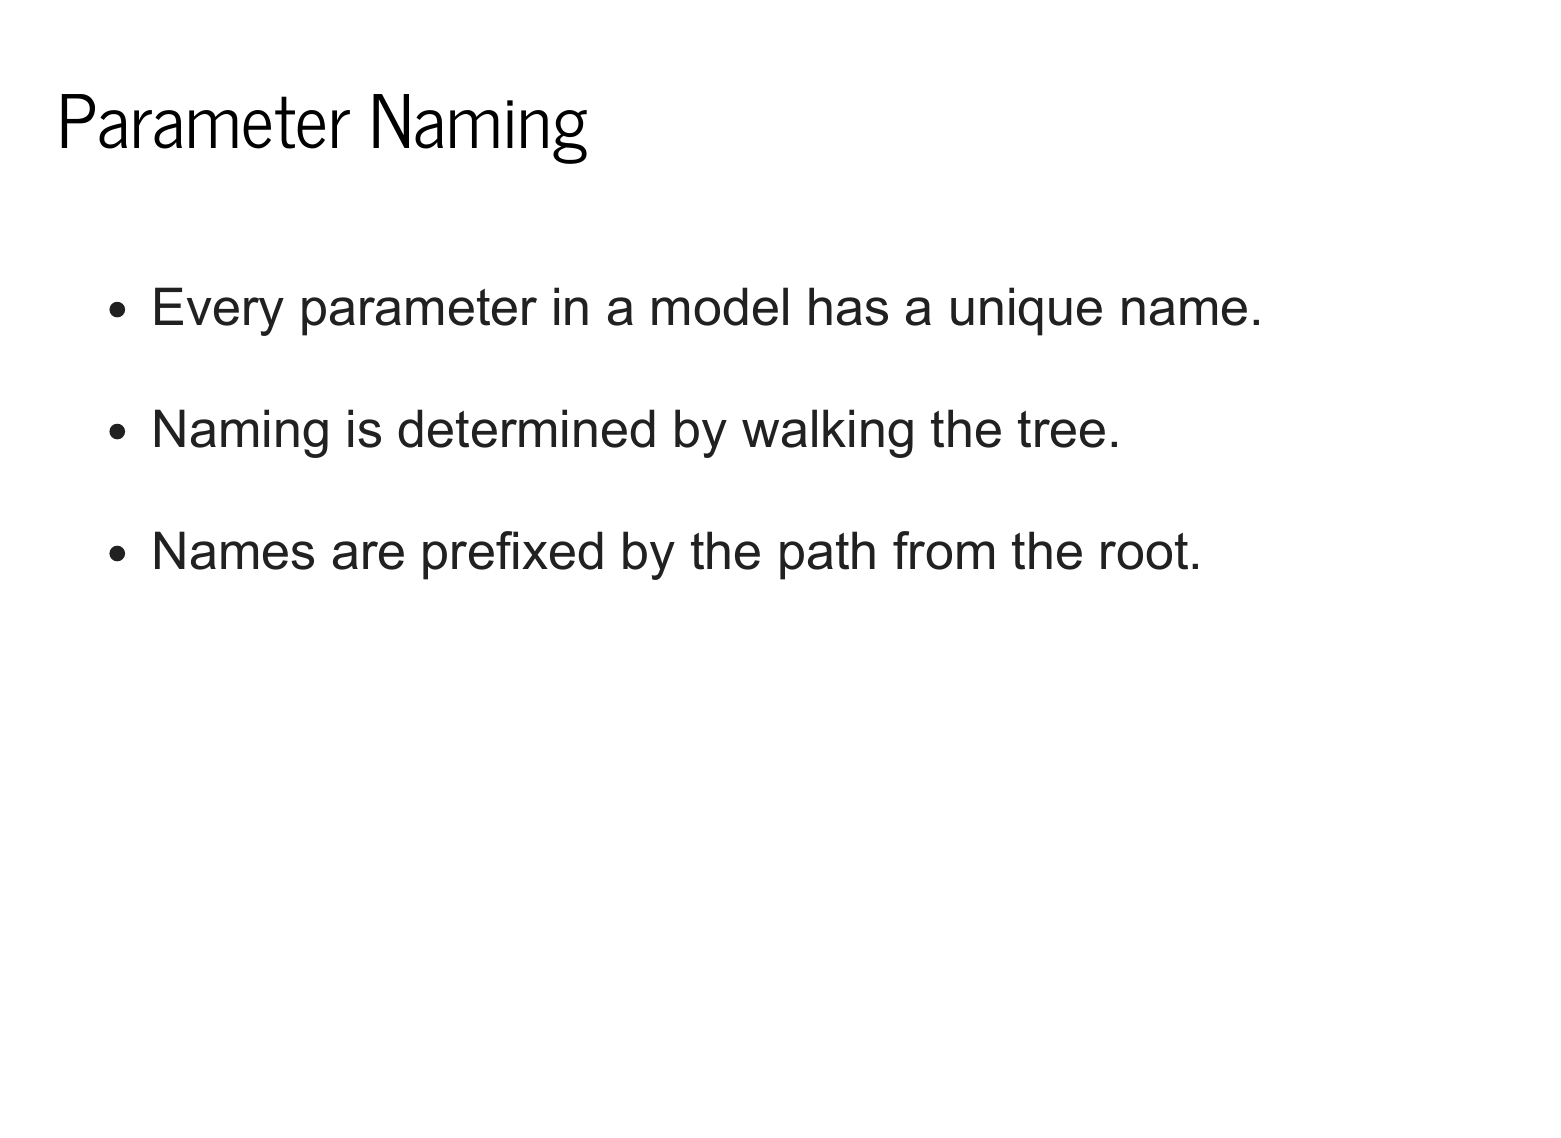 Parameter Naming
• Every parameter in a model has a unique name.
• Naming is determined by walking the tree.
• Names are prefixed by the path from the root.